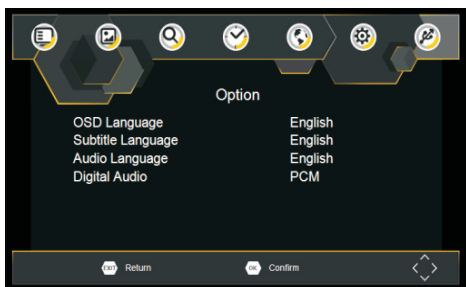 Option
OSD Language English
Subtitle Language English
Audio Language English
Digital Audio PCM
EXIT Return OK Confirm